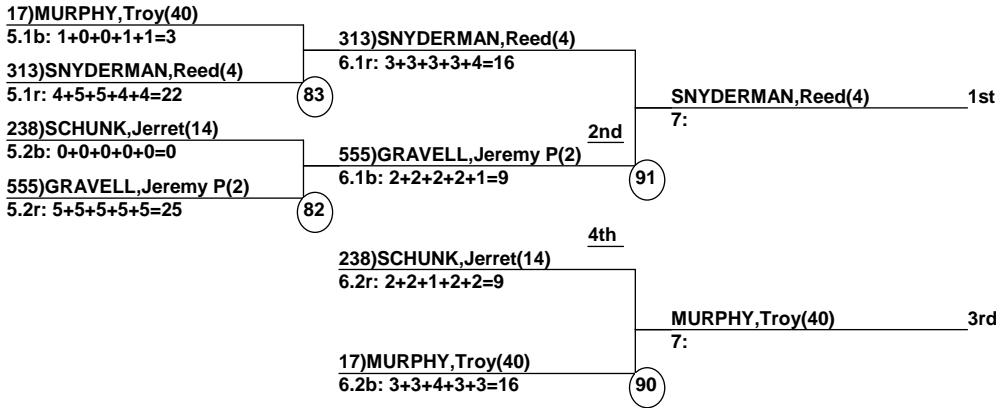 17)MURPHY,Troy(40)
5.1b: 1+0+0+1+1=3
313)SNYDERMAN,Reed(4)
5.1r: 4+5+5+4+4=22
83
238)SCHUNK,Jerret(14)
5.2b: 0+0+0+0+0=0
555)GRAVELL,Jeremy P(2)
5.2r: 5+5+5+5+5=25
82
313)SNYDERMAN,Reed(4)
6.1r: 3+3+3+3+4=16
2nd
555)GRAVELL,Jeremy P(2)
6.1b: 2+2+2+2+1=9
91
4th
238)SCHUNK,Jerret(14)
6.2r: 2+2+1+2+2=9
17)MURPHY,Troy(40)
6.2b: 3+3+4+3+3=16
90
SNYDERMAN,Reed(4) 1st
7:
MURPHY,Troy(40) 3rd
7: